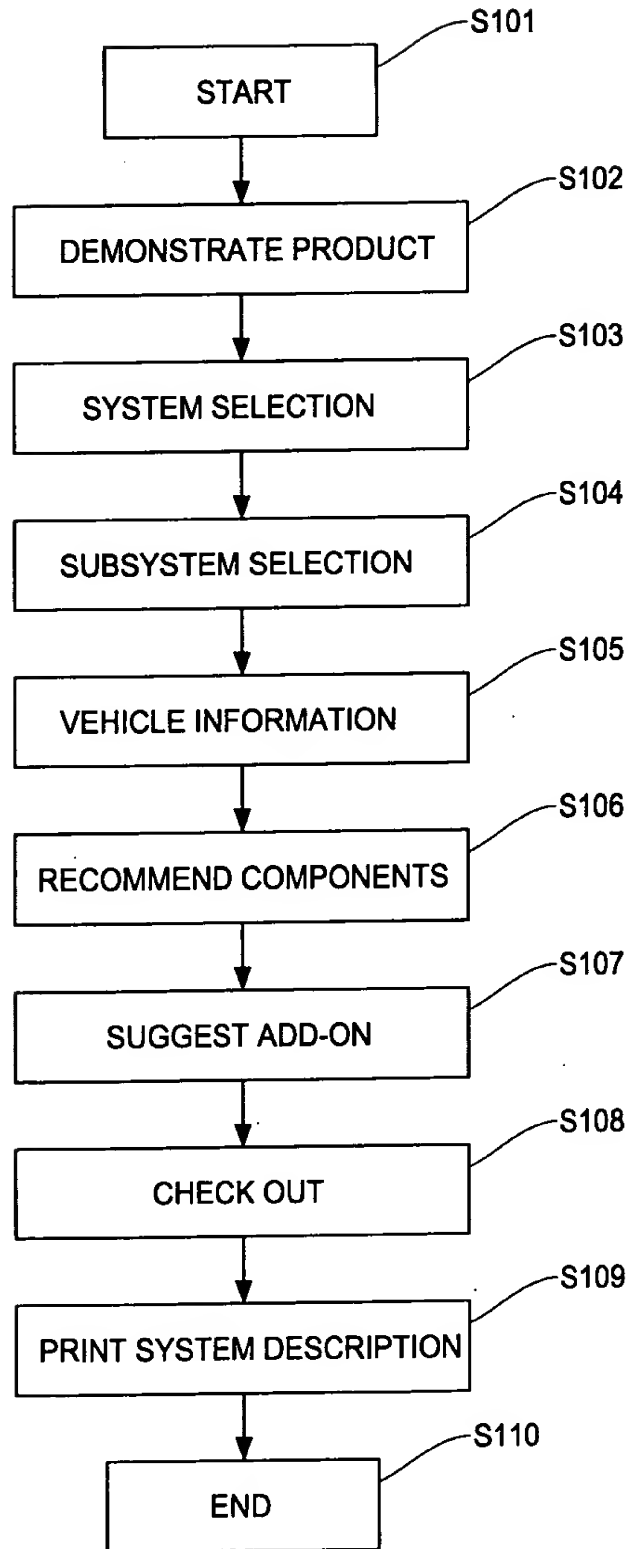 S101
START
S102
DEMONSTRATE PRODUCT
S103
SYSTEM SELECTION
S104
SUBSYSTEM SELECTION
S105
VEHICLE INFORMATION
S106
RECOMMEND COMPONENTS
S107
SUGGEST ADD-ON
S108
CHECK OUT
S109
PRINT SYSTEM DESCRIPTION
S110
END